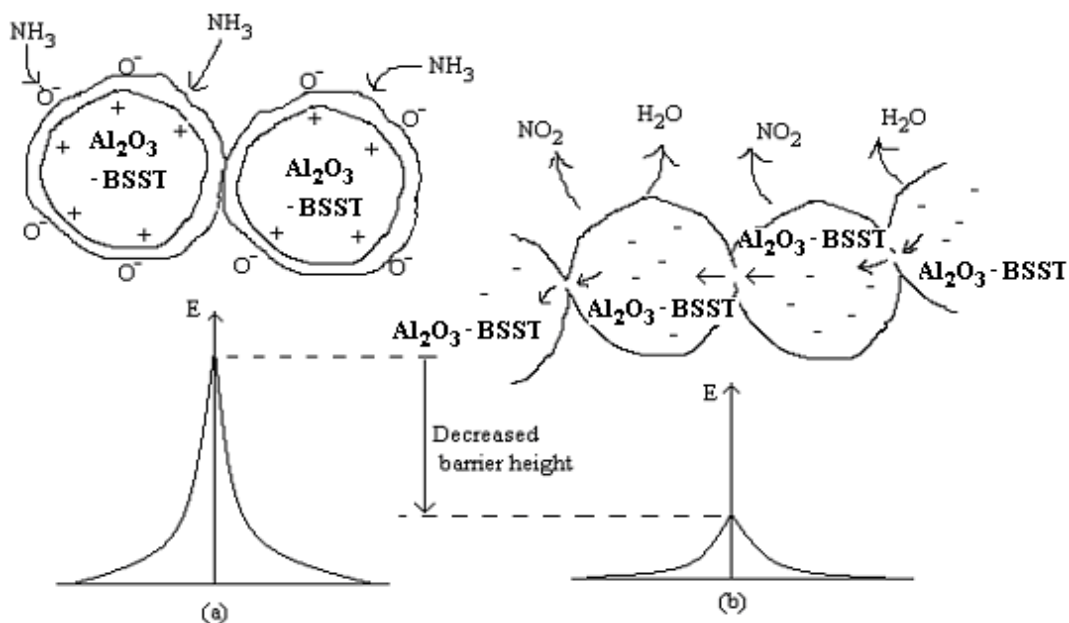 NH₃
NH₃
NH₃
O⁻
O⁻
O⁻
O⁻
O⁻
O⁻
O⁻
O⁻
O⁻
O⁻
+
+
+
+
+
+
+
+
+
Al₂O₃
- BSST
Al₂O₃
- BSST
NO₂
H₂O
NO₂
H₂O
Al₂O₃ - BSST
Al₂O₃ - BSST
Al₂O₃ - BSST
Al₂O₃ - BSST
E
E
Decreased
barrier height
(a)
(b)